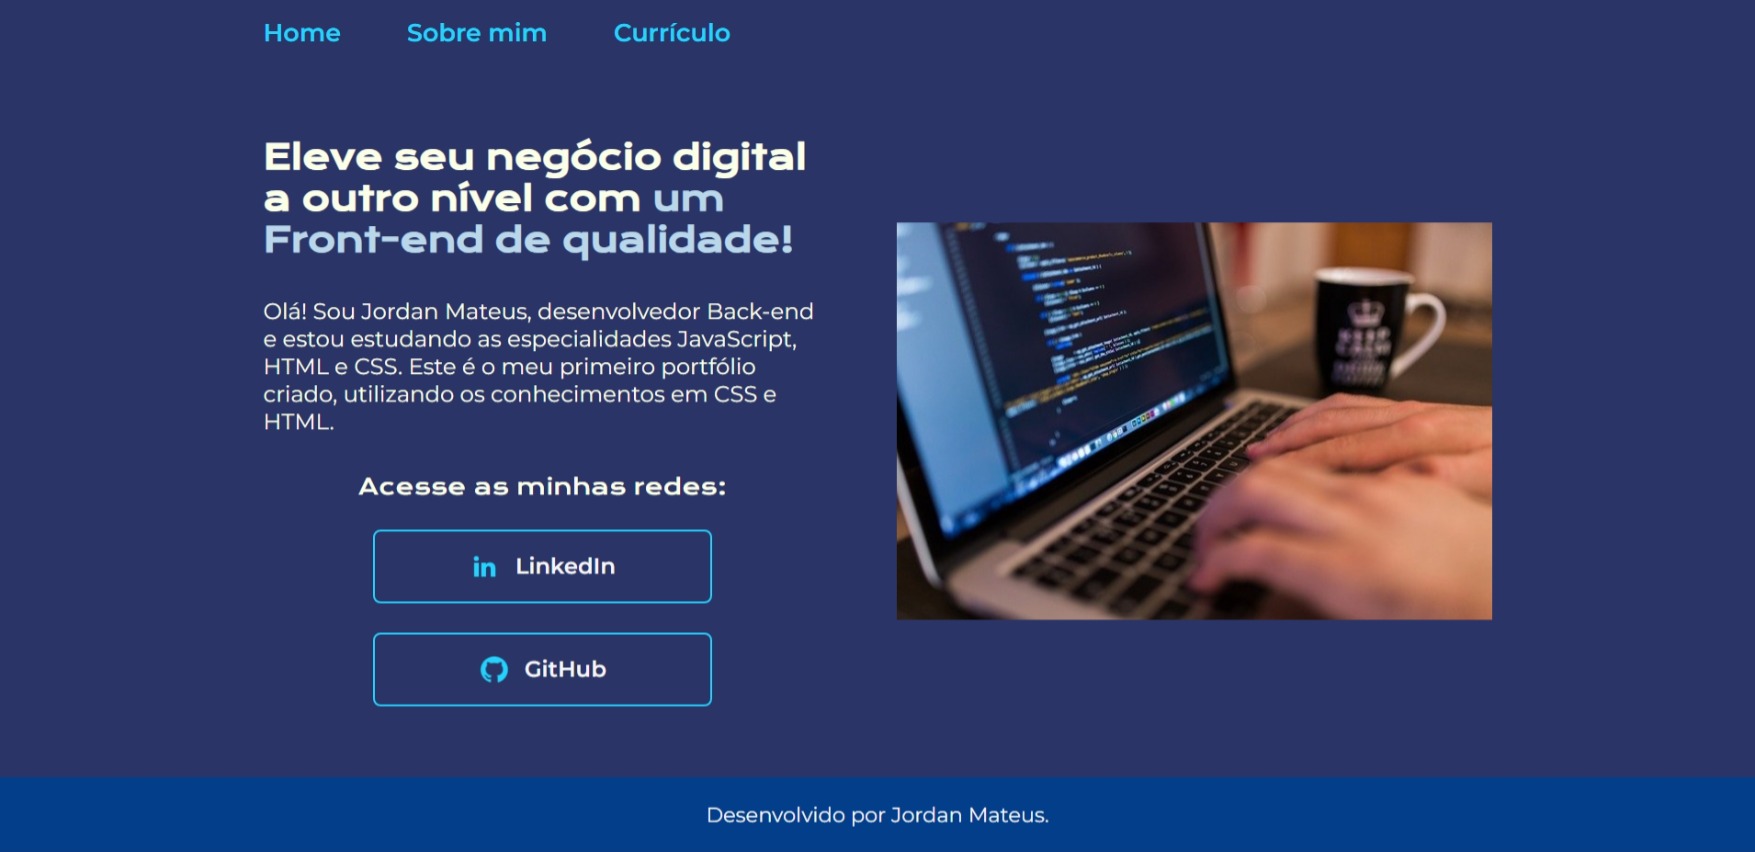 Home Sobre mim Currículo
Eleve seu negócio digital
a outro nível com um
Front-end de qualidade!
Olá! Sou Jordan Mateus, desenvolvedor Back-end
e estou estudando as especialidades JavaScript,
HTML e CSS. Este é o meu primeiro portfólio
criado, utilizando os conhecimentos em CSS e
HTML.
Acesse as minhas redes:
in LinkedIn
GitHub
Desenvolvido por Jordan Mateus.